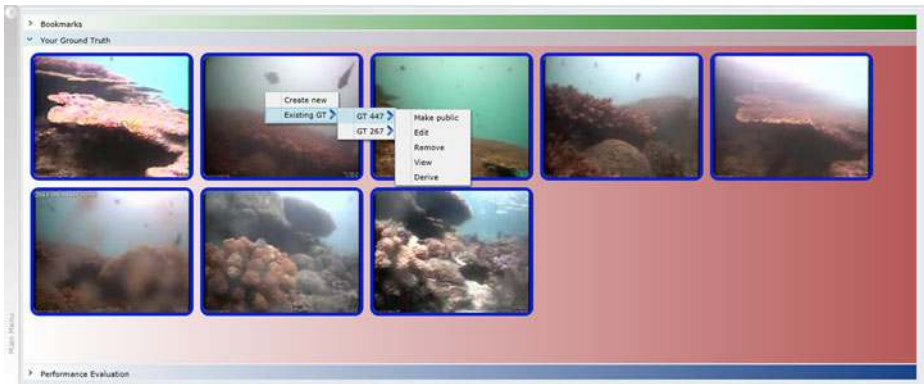 Bookmarks
Your Ground Truth
Create new
Existing GT
GT 447
GT 267
Make public
Edit
Remove
View
Derive
Main Menu
Performance Evaluation